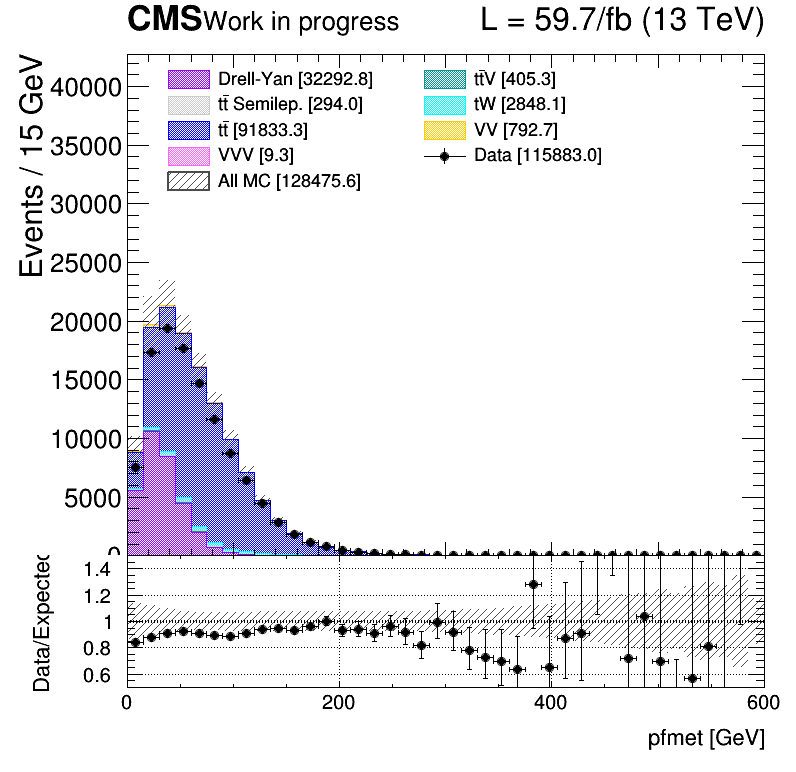 CMS Work in progress L = 59.7/fb (13 TeV)
Events / 15 GeV
40000
35000
30000
25000
20000
15000
10000
5000
0
Drell-Yan [32292.8]
tt̄ Semilep. [294.0]
tt̄ [91833.3]
VVV [9.3]
All MC [128475.6]
tt̄V [405.3]
tW [2848.1]
VV [792.7]
Data [115883.0]
Data/Expected
1.4
1.2
1
0.8
0.6
0 200 400 600
pfmet [GeV]